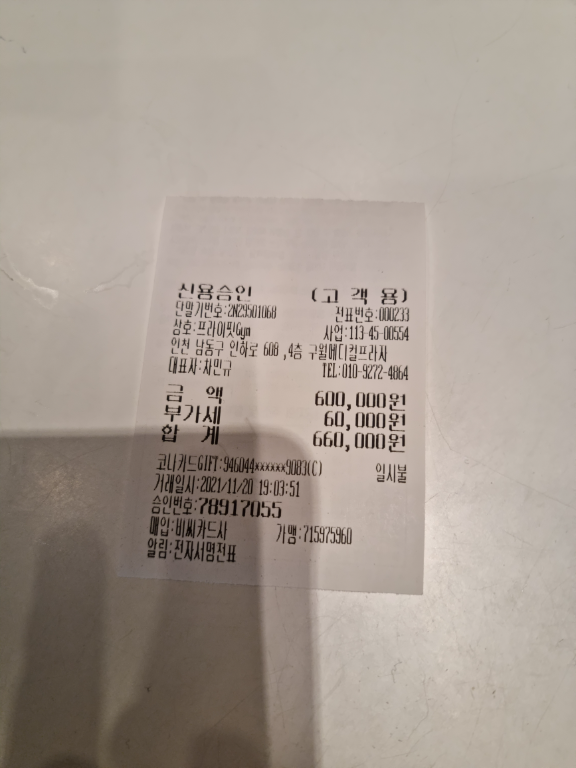 신용승인 (고 객 용)
단말기번호:2N29501068 전표번호:000233
상호:프라이핏Gym 사업:113-45-00554
인천 남동구 인하로 608 ,4층 구월메디컬프라자
대표자:차민규 TEL:010-9272-4864
금 액 600,000원
부가세 60,000원
합 계 660,000원
코나카드GIFT:946044******9083(C) 일시불
거래일시:2021/11/20 19:03:51
승인번호:78917055
매입:비씨카드사 가맹:715975960
알림:전자서명전표